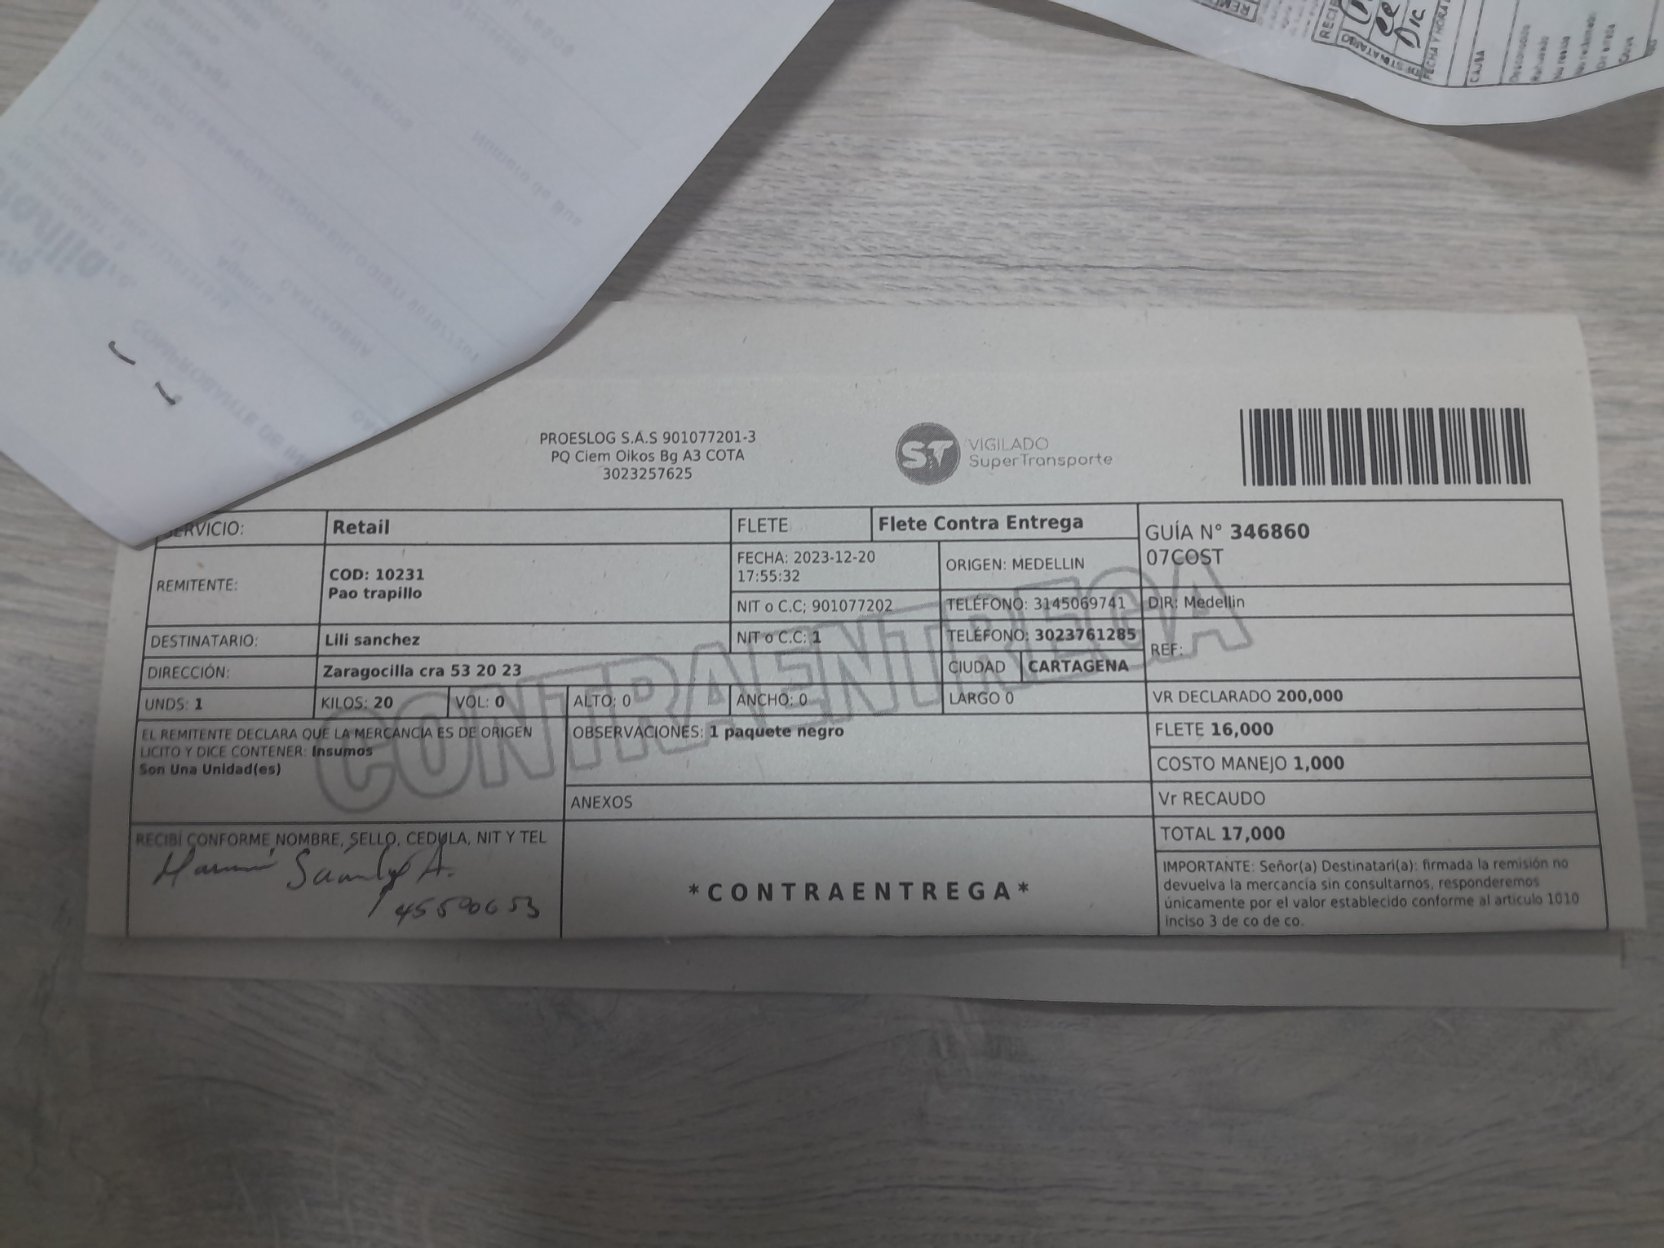 PROESLOG S.A.S 901077201-3
PQ Ciem Oikos Bg A3 COTA
3023257625
ST VIGILADO
SuperTransporte
SERVICIO: Retail FLETE Flete Contra Entrega
GUÍA N° 346860
07COST
REMITENTE: COD: 10231
Pao trapillo
FECHA: 2023-12-20
17:55:32
ORIGEN: MEDELLIN
NIT o C.C; 901077202 TELÉFONO: 3145069741 DIR: Medellin
DESTINATARIO: Lili sanchez NIT o C.C: 1 TELÉFONO: 3023761285
REF:
DIRECCIÓN: Zaragocilla cra 53 20 23 CIUDAD CARTAGENA
UNDS: 1 KILOS: 20 VOL: 0 ALTO: 0 ANCHO: 0 LARGO 0 VR DECLARADO 200,000
EL REMITENTE DECLARA QUE LA MERCANCIA ES DE ORIGEN
LICITO Y DICE CONTENER: Insumos
Son Una Unidad(es)
OBSERVACIONES: 1 paquete negro
ANEXOS
CONTRAENTREGA
FLETE 16,000
COSTO MANEJO 1,000
Vr RECAUDO
TOTAL 17,000
RECIBÍ CONFORME NOMBRE, SELLO, CEDULA, NIT Y TEL
45500653
*CONTRAENTREGA*
IMPORTANTE: Señor(a) Destinatari(a): firmada la remisión no
devuelva la mercancía sin consultarnos, responderemos
únicamente por el valor establecido conforme al articulo 1010
inciso 3 de co de co.
FECHA Y HORA
CAUSA